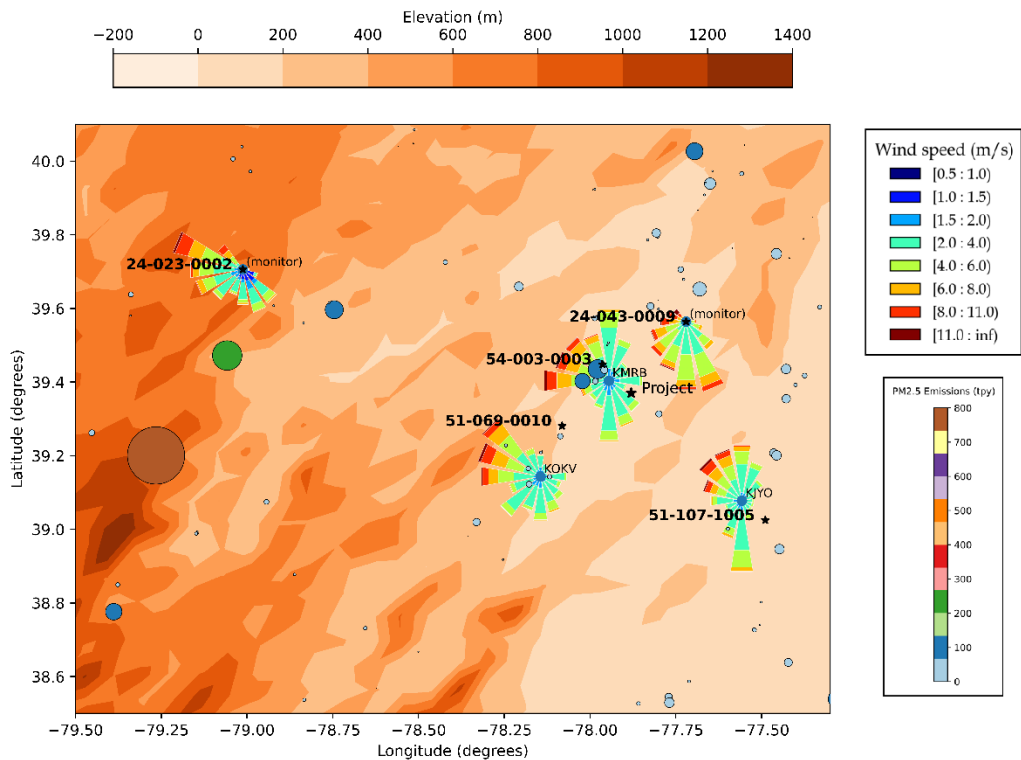 Elevation (m)
−200 0 200 400 600 800 1000 1200 1400
40.0
39.8
39.6
39.4
39.2
39.0
38.8
38.6
Latitude (degrees)
24-023-0002
(monitor)
24-043-0009
(monitor)
54-003-0003
KMRB
Project
51-069-0010
KOKV
KJYO
51-107-1005
−79.50 −79.25 −79.00 −78.75 −78.50 −78.25 −78.00 −77.75 −77.50
Longitude (degrees)
Wind speed (m/s)
[0.5 : 1.0)
[1.0 : 1.5)
[1.5 : 2.0)
[2.0 : 4.0)
[4.0 : 6.0)
[6.0 : 8.0)
[8.0 : 11.0)
[11.0 : inf)
PM2.5 Emissions (tpy)
800
700
600
500
400
300
200
100
0